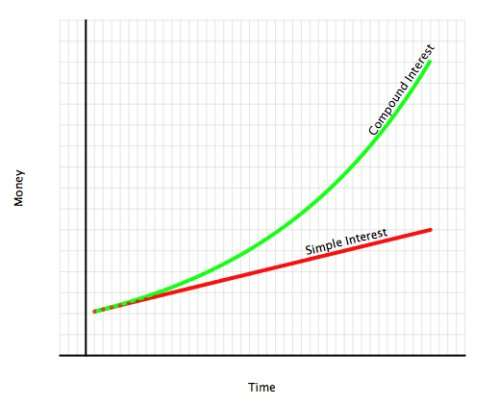 Compound Interest
Simple Interest
Money
Time